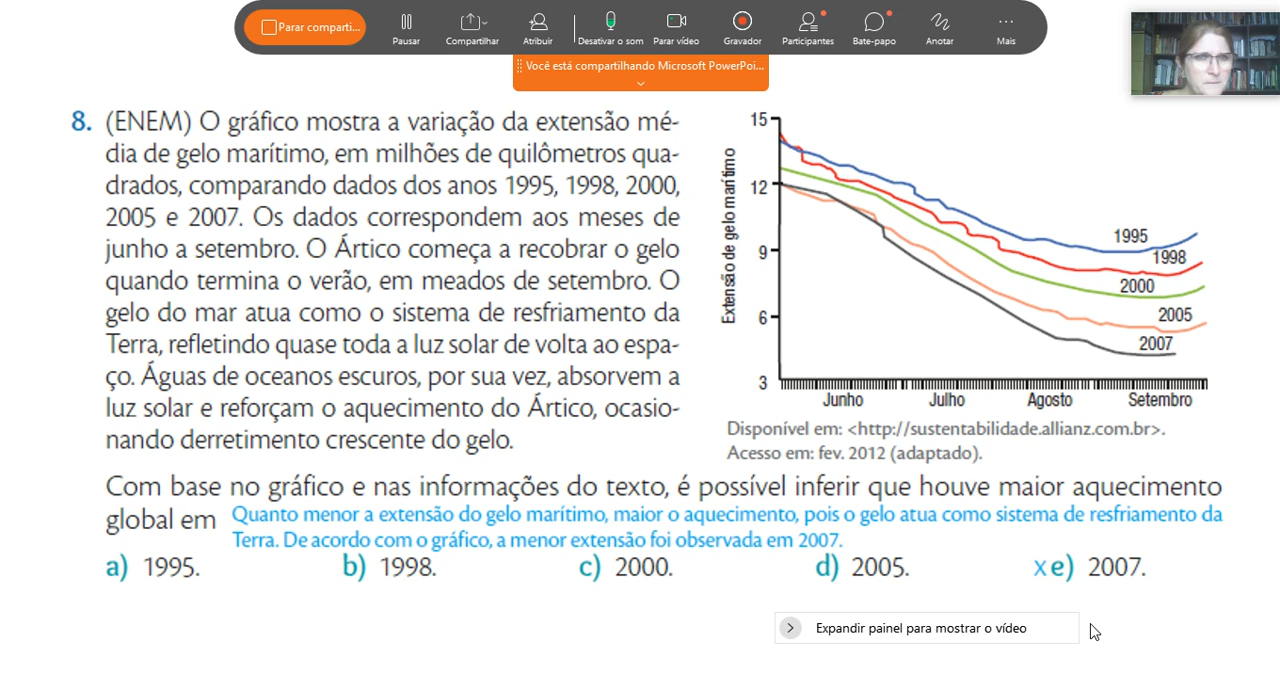 Parar comparti...
Pausar
Compartilhar
Atribuir
Desativar o som
Parar vídeo
Gravador
Participantes
Bate-papo
Anotar
Mais
Você está compartilhando Microsoft PowerPoi...
8. (ENEM) O gráfico mostra a variação da extensão mé-
dia de gelo marítimo, em milhões de quilômetros qua-
drados, comparando dados dos anos 1995, 1998, 2000,
2005 e 2007. Os dados correspondem aos meses de
junho a setembro. O Ártico começa a recobrar o gelo
quando termina o verão, em meados de setembro. O
gelo do mar atua como o sistema de resfriamento da
Terra, refletindo quase toda a luz solar de volta ao espa-
ço. Águas de oceanos escuros, por sua vez, absorvem a
luz solar e reforçam o aquecimento do Ártico, ocasio-
nando derretimento crescente do gelo.
Extensão de gelo marítimo
15
12
9
6
3
1995
1998
2000
2005
2007
Junho Julho Agosto Setembro
Disponível em: <http://sustentabilidade.allianz.com.br>.
Acesso em: fev. 2012 (adaptado).
Com base no gráfico e nas informações do texto, é possível inferir que houve maior aquecimento
global em
Quanto menor a extensão do gelo marítimo, maior o aquecimento, pois o gelo atua como sistema de resfriamento da
Terra. De acordo com o gráfico, a menor extensão foi observada em 2007.
a) 1995. b) 1998. c) 2000. d) 2005. x e) 2007.
Expandir painel para mostrar o vídeo